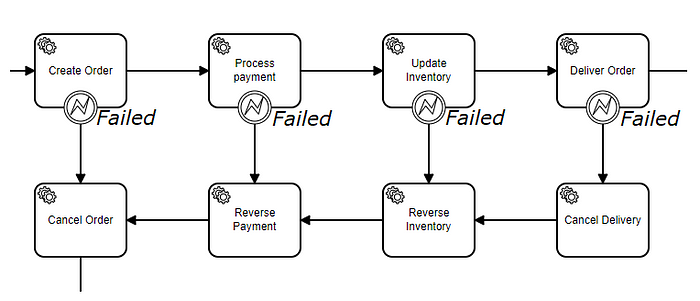 Create Order
Process
payment
Update
Inventory
Deliver Order
Failed
Failed
Failed
Failed
Cancel Order
Reverse
Payment
Reverse
Inventory
Cancel Delivery